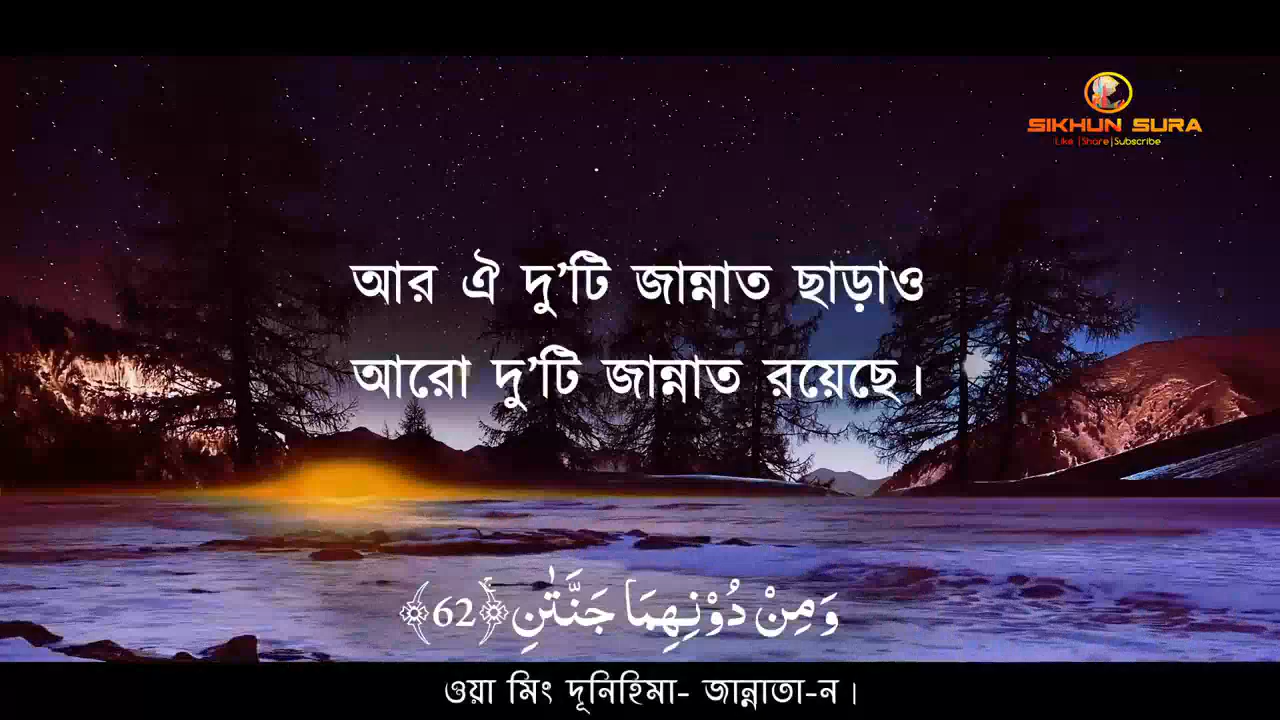 SIKHUN SURA
Like |Share|Subscribe
আর ঐ দু’টি জান্নাত ছাড়াও
আরো দু’টি জান্নাত রয়েছে।
وَمِنْ دُوْنِهِمَا جَنَّتٰنِۚ ﴿62﴾
ওয়া মিং দূনিহিমা- জান্নাতা-ন।